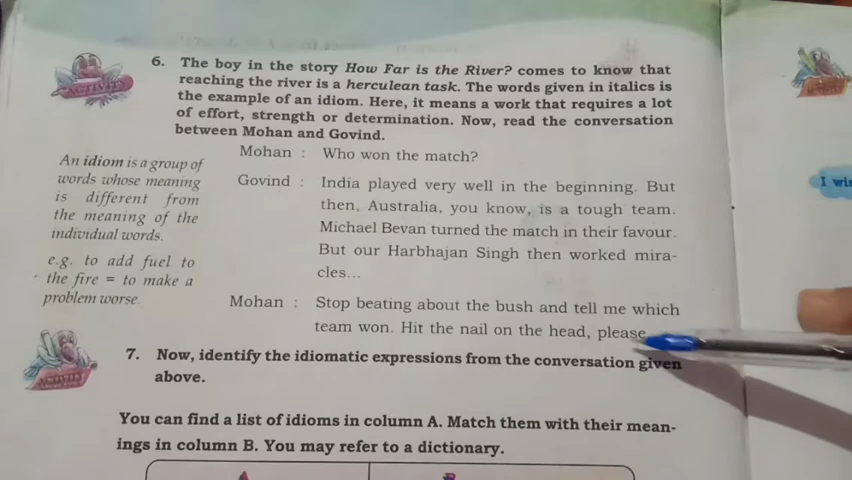 6. The boy in the story How Far is the River? comes to know that
reaching the river is a herculean task. The words given in italics is
the example of an idiom. Here, it means a work that requires a lot
of effort, strength or determination. Now, read the conversation
between Mohan and Govind.
ACTIVITY
An idiom is a group of
words whose meaning
is different from
the meaning of the
individual words.
e.g. to add fuel to
the fire = to make a
problem worse.
Mohan : Who won the match?
Govind : India played very well in the beginning. But
then, Australia, you know, is a tough team.
Michael Bevan turned the match in their favour.
But our Harbhajan Singh then worked mira-
cles...
Mohan : Stop beating about the bush and tell me which
team won. Hit the nail on the head, please
ACTIVITY
7. Now, identify the idiomatic expressions from the conversation given
above.
You can find a list of idioms in column A. Match them with their mean-
ings in column B. You may refer to a dictionary.
A B